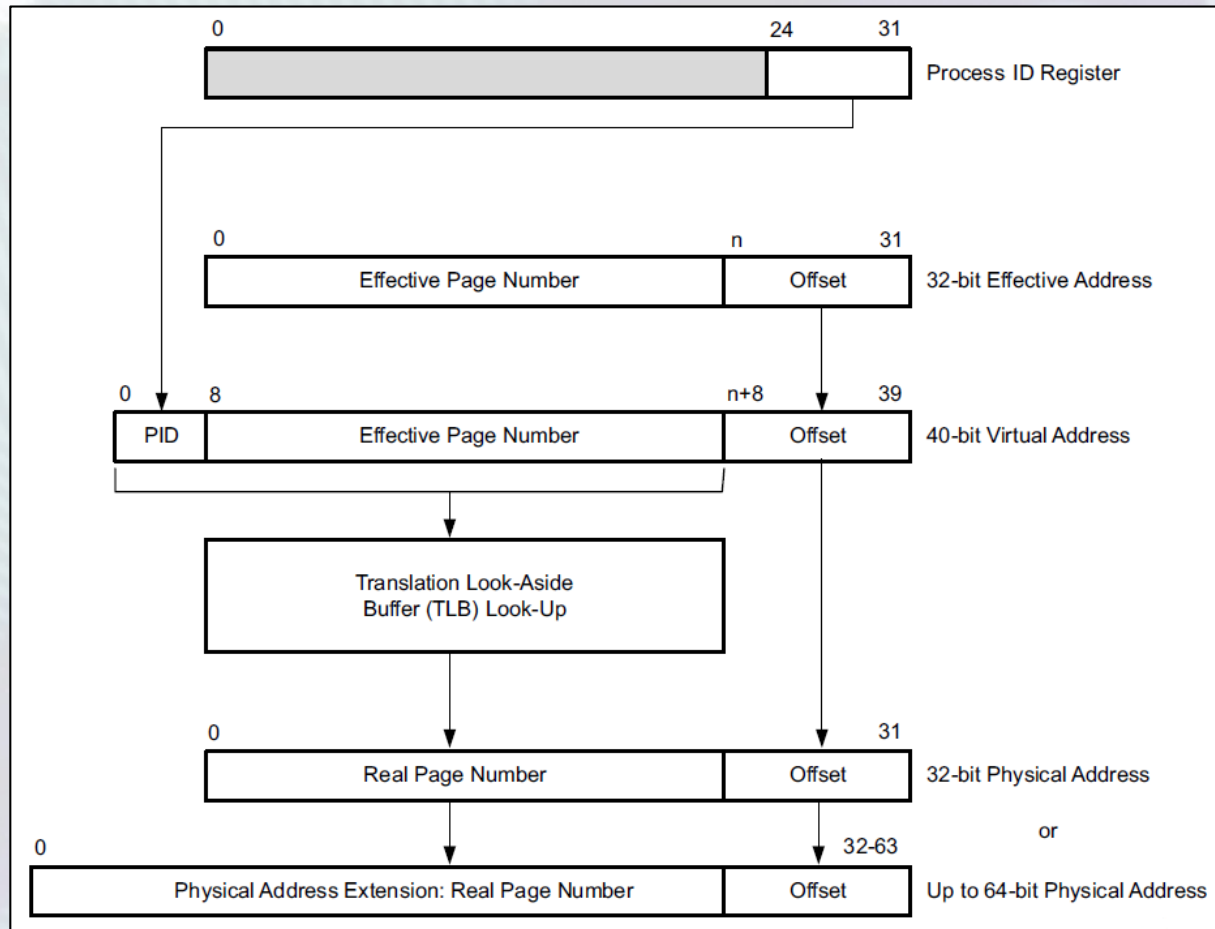 0 24 31
Process ID Register
0 n 31
Effective Page Number Offset 32-bit Effective Address
0 8 n+8 39
PID Effective Page Number Offset 40-bit Virtual Address
Translation Look-Aside
Buffer (TLB) Look-Up
0 31
Real Page Number Offset 32-bit Physical Address
or
0 32-63
Physical Address Extension: Real Page Number Offset Up to 64-bit Physical Address